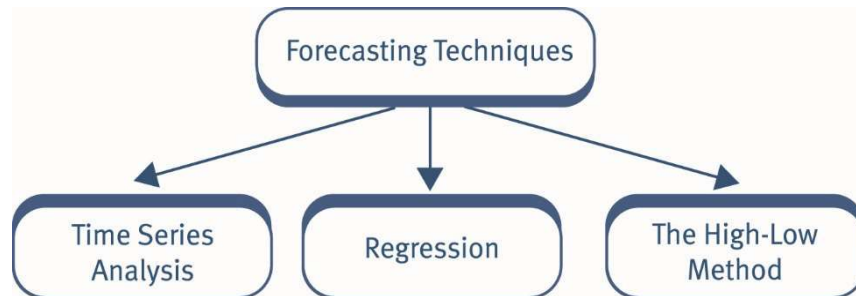 Forecasting Techniques
Time Series
Analysis
Regression
The High-Low
Method